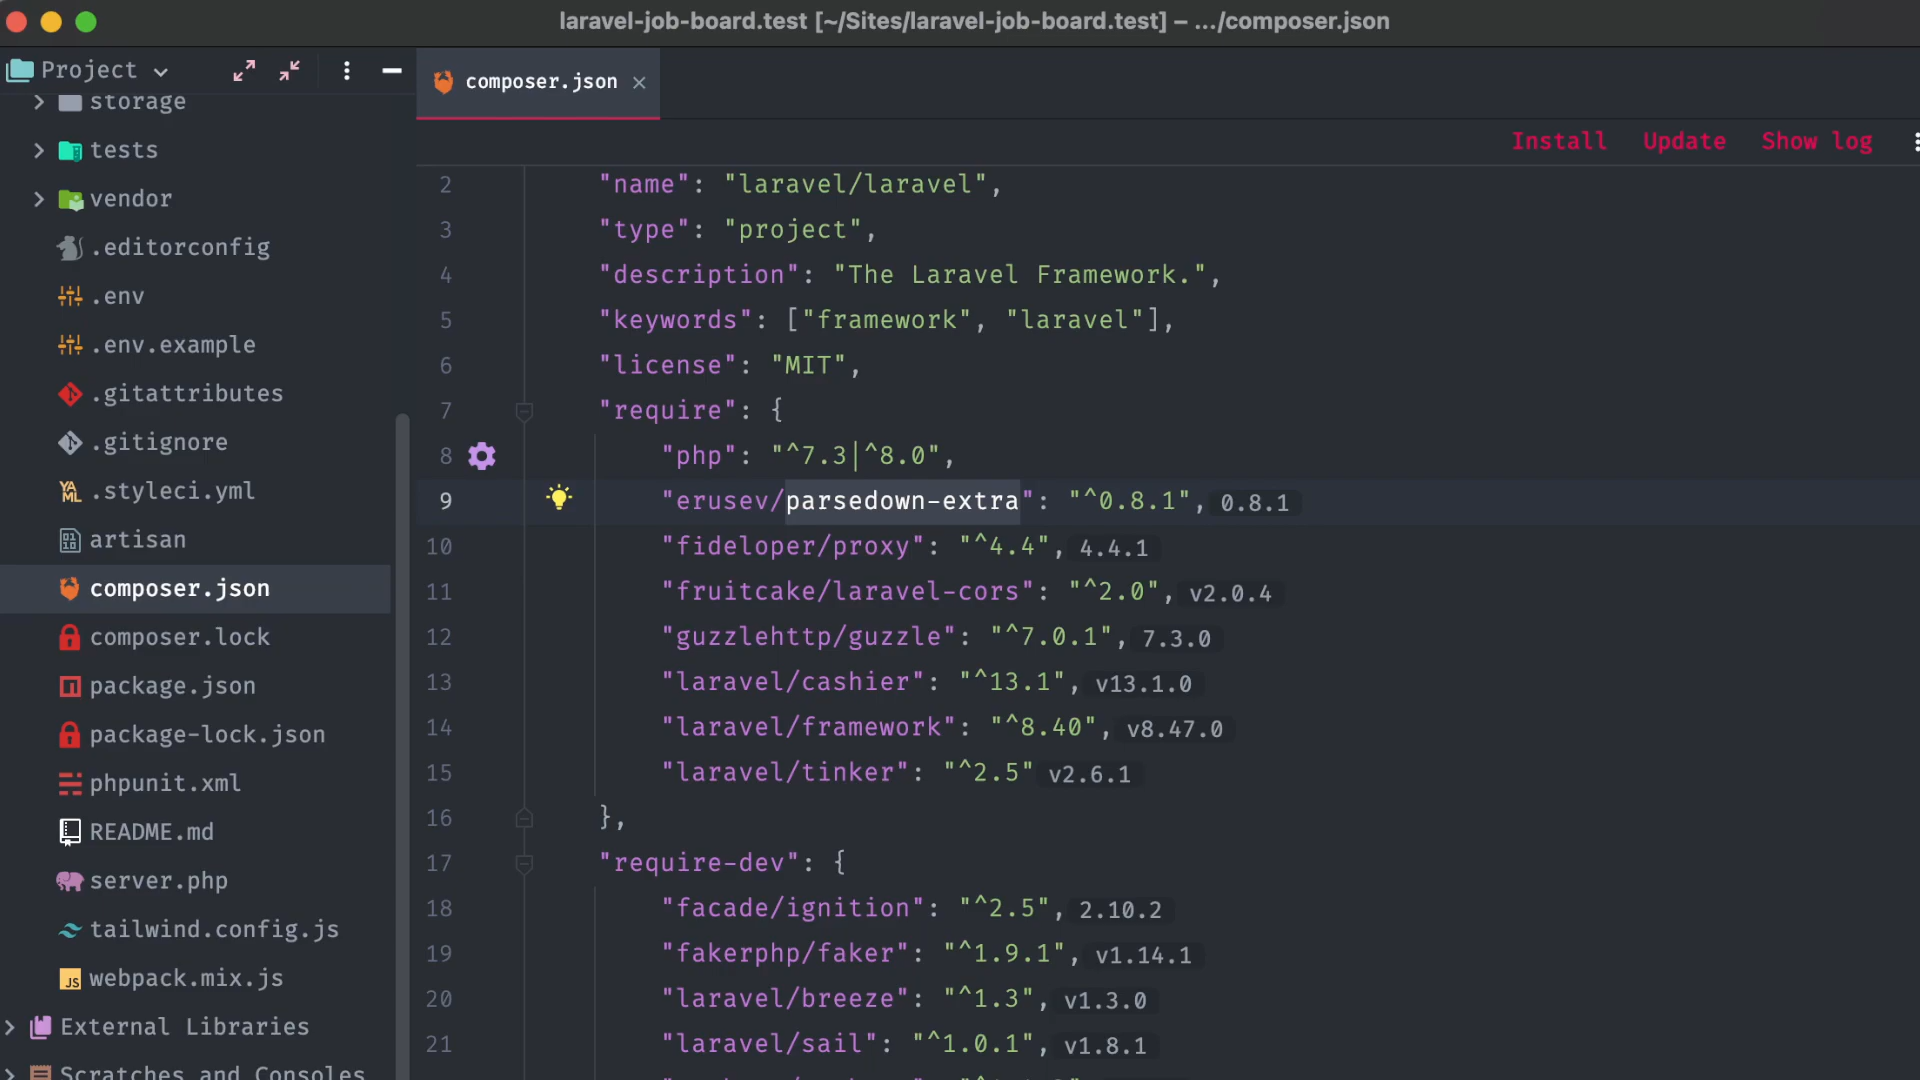 laravel-job-board.test [~/Sites/laravel-job-board.test] – .../composer.json
Project
storage
tests
vendor
.editorconfig
.env
.env.example
.gitattributes
.gitignore
.styleci.yml
artisan
composer.json
composer.lock
package.json
package-lock.json
phpunit.xml
README.md
server.php
tailwind.config.js
webpack.mix.js
External Libraries
Scratches and Consoles
composer.json
Install Update Show log
2 "name": "laravel/laravel",
3 "type": "project",
4 "description": "The Laravel Framework.",
5 "keywords": ["framework", "laravel"],
6 "license": "MIT",
7 "require": {
8 "php": "^7.3|^8.0",
9 "erusev/parsedown-extra": "^0.8.1", 0.8.1
10 "fideloper/proxy": "^4.4", 4.4.1
11 "fruitcake/laravel-cors": "^2.0", v2.0.4
12 "guzzlehttp/guzzle": "^7.0.1", 7.3.0
13 "laravel/cashier": "^13.1", v13.1.0
14 "laravel/framework": "^8.40", v8.47.0
15 "laravel/tinker": "^2.5" v2.6.1
16 },
17 "require-dev": {
18 "facade/ignition": "^2.5", 2.10.2
19 "fakerphp/faker": "^1.9.1", v1.14.1
20 "laravel/breeze": "^1.3", v1.3.0
21 "laravel/sail": "^1.0.1", v1.8.1